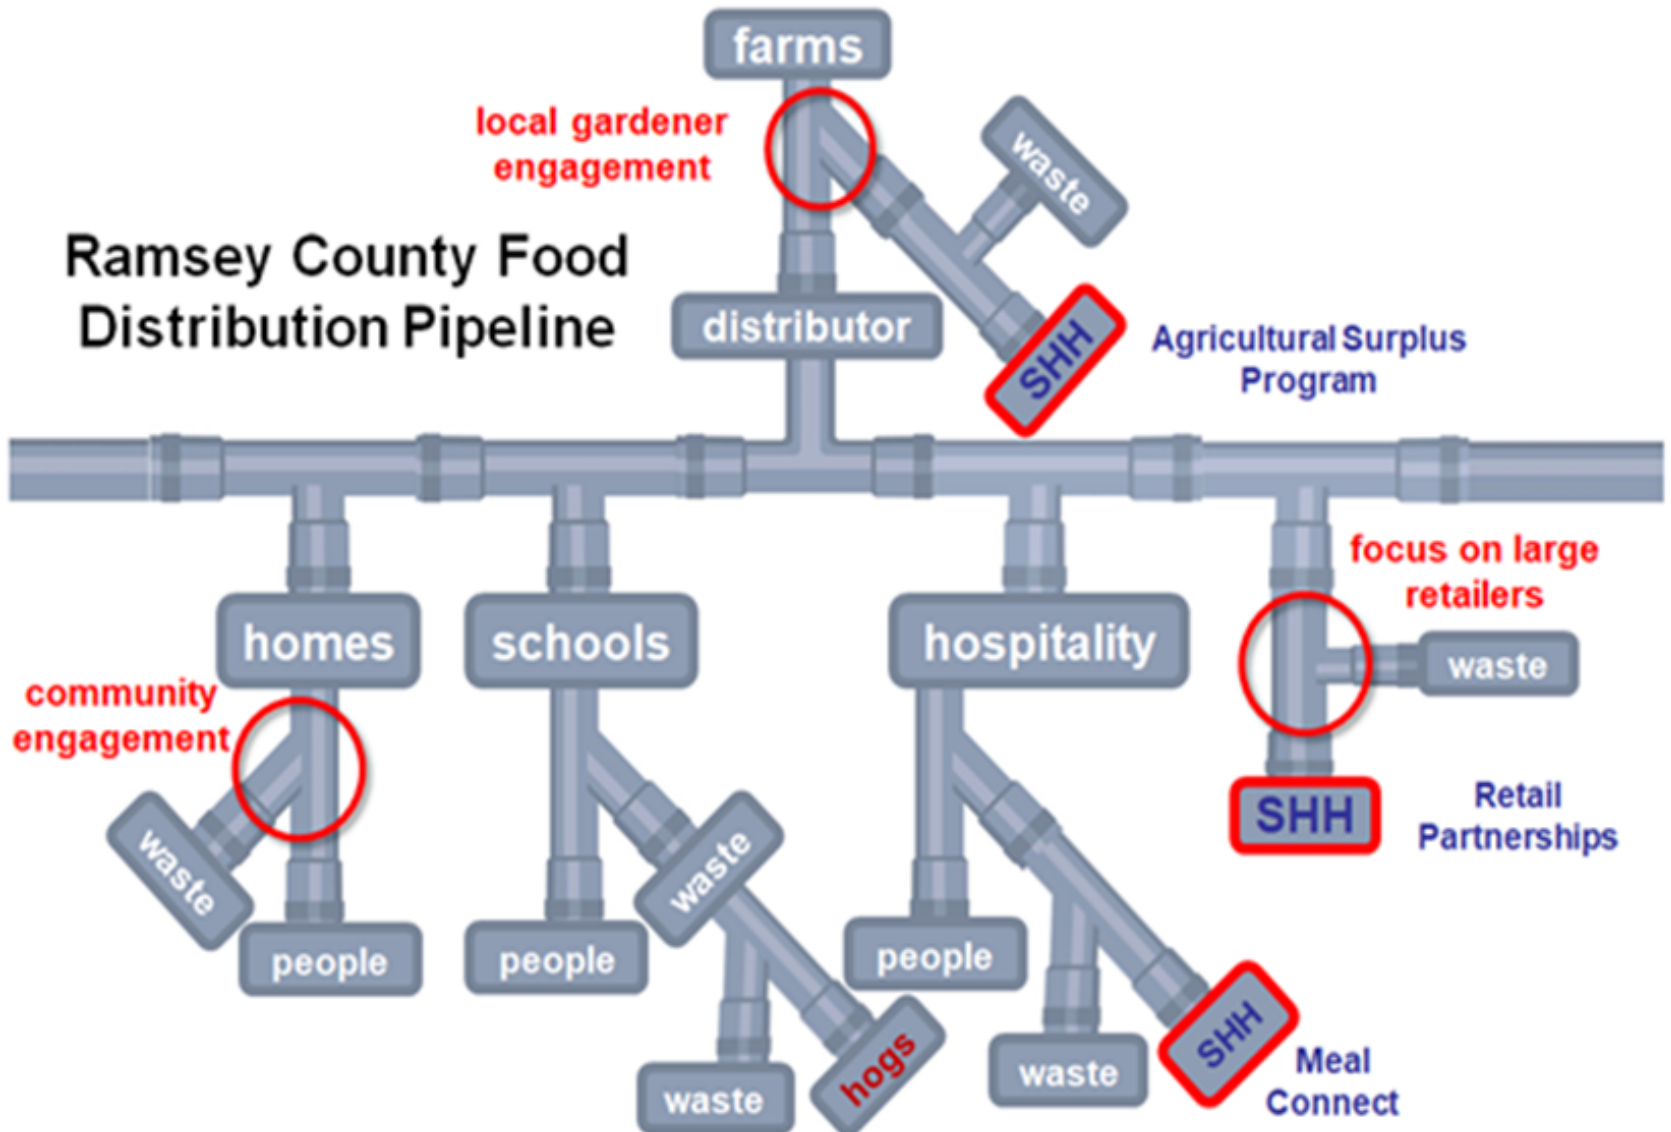 farms
local gardener
engagement
waste
Ramsey County Food
Distribution Pipeline
distributor
SHH
Agricultural Surplus
Program
focus on large
retailers
homes
schools
hospitality
waste
community
engagement
SHH
Retail
Partnerships
waste
waste
people
people
people
hogs
SHH
waste
waste
Meal
Connect